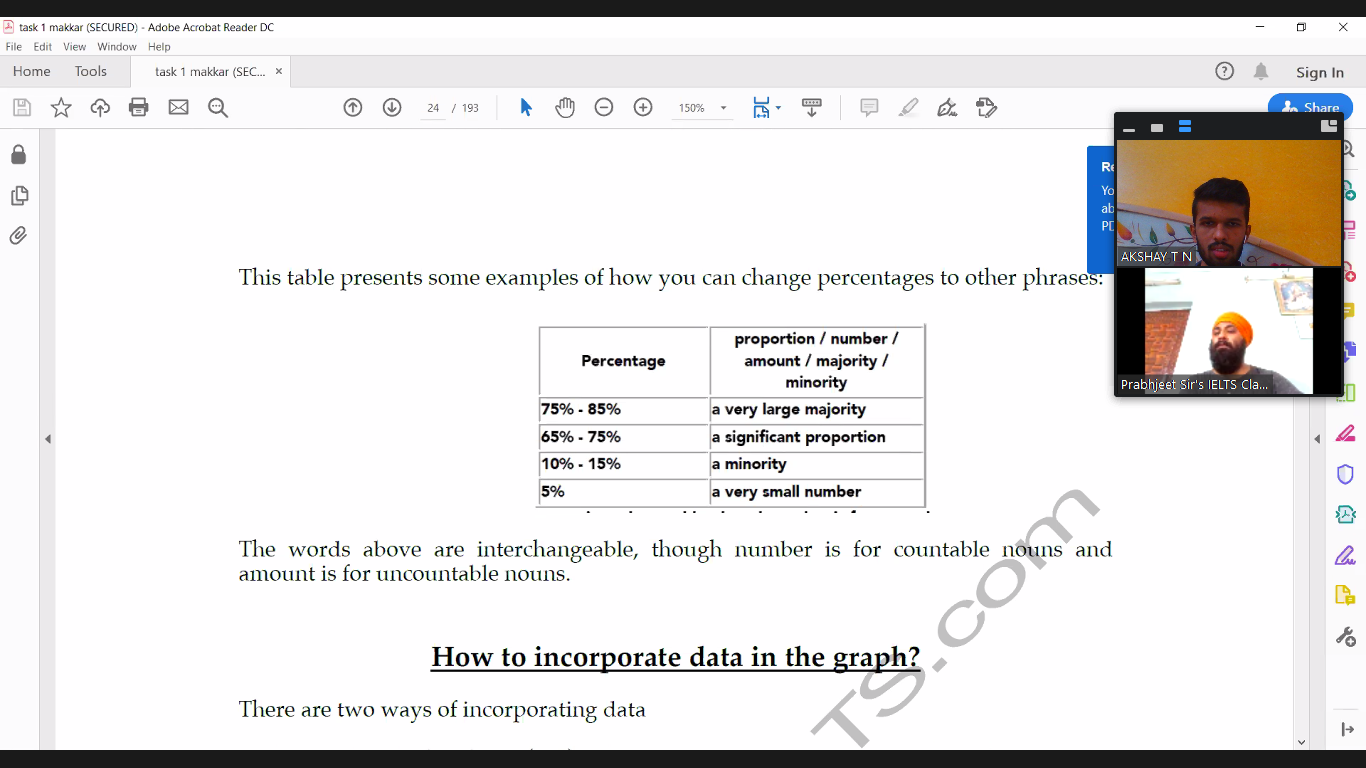 task 1 makkar (SECURED) - Adobe Acrobat Reader DC
File Edit View Window Help
Home Tools task 1 makkar (SEC... × Sign In
24 / 193 150% Share
Re
Yo
ab
PD
AKSHAY T N
Prabhjeet Sir's IELTS Cla...
This table presents some examples of how you can change percentages to other phrases:
Percentage
proportion / number /
amount / majority /
minority
75% - 85% a very large majority
65% - 75% a significant proportion
10% - 15% a minority
5% a very small number
The words above are interchangeable, though number is for countable nouns and
amount is for uncountable nouns.
How to incorporate data in the graph?
There are two ways of incorporating data
TS.com